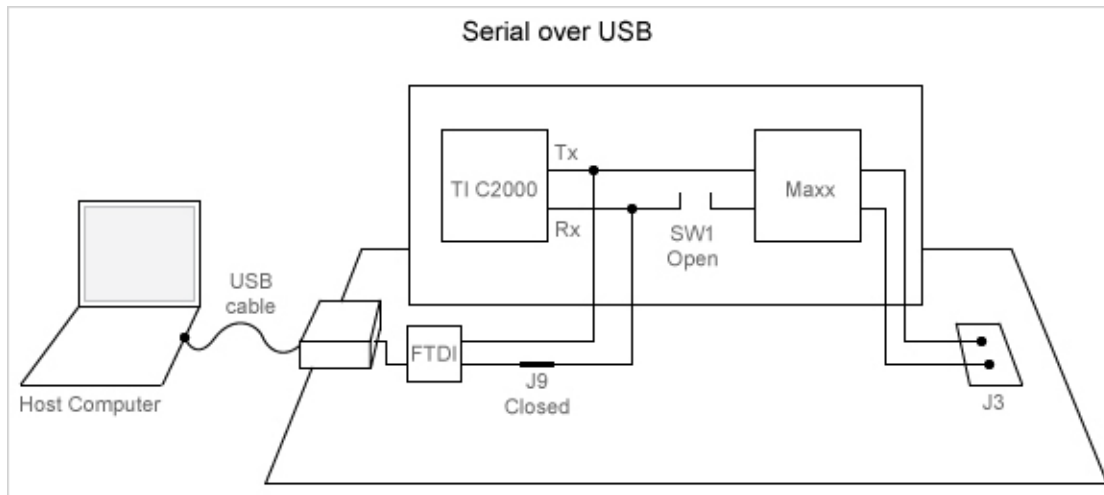 Serial over USB
Tx
TI C2000
Maxx
Rx
SW1
Open
USB
cable
FTDI
J9
Closed
Host Computer
J3